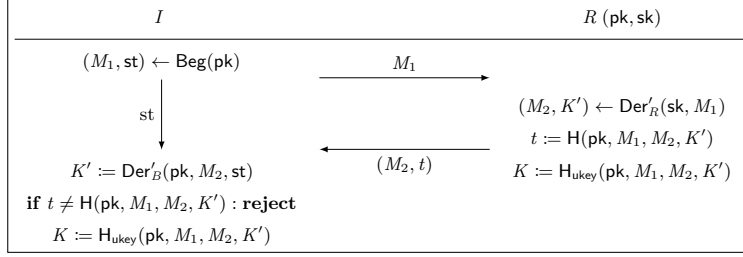 I R (pk, sk)
(M₁, st) ← Beg(pk) M₁
(M₂, K′) ← Der′_R(sk, M₁)
st t := H(pk, M₁, M₂, K′)
K′ := Der′_B(pk, M₂, st) (M₂, t) K := H_ukey(pk, M₁, M₂, K′)
if t ≠ H(pk, M₁, M₂, K′) : reject
K := H_ukey(pk, M₁, M₂, K′)